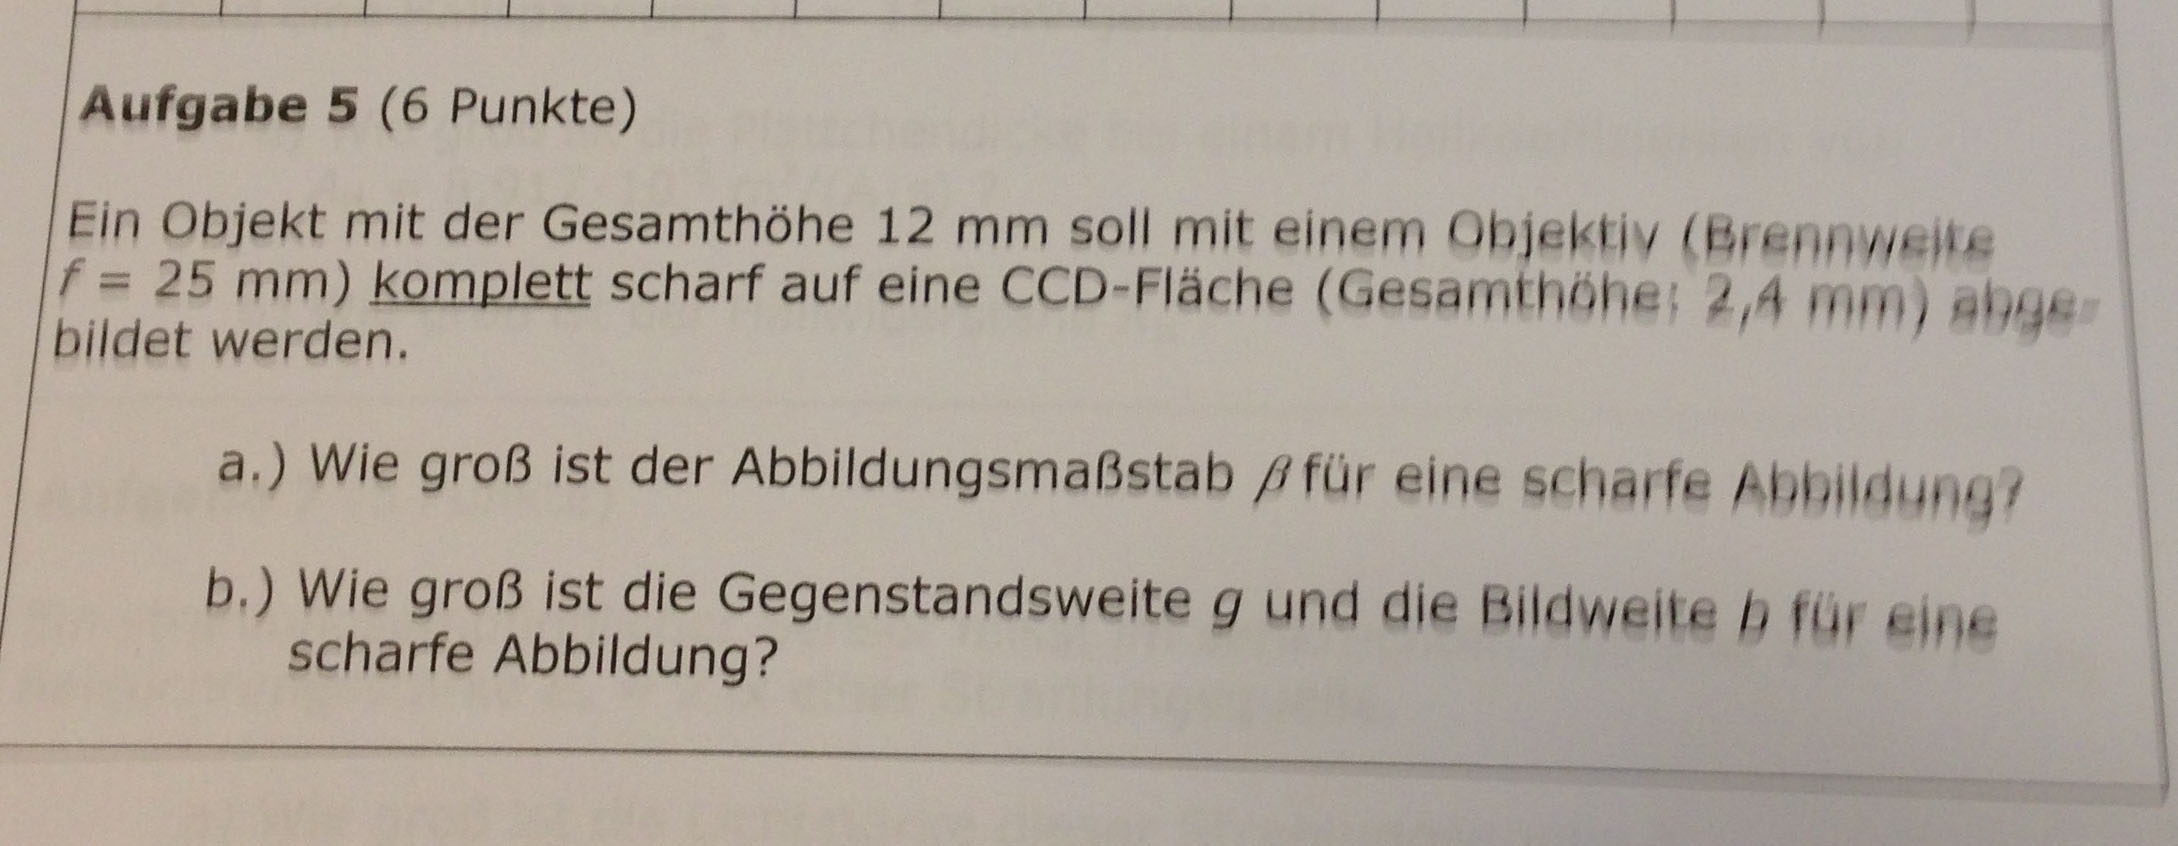 Aufgabe 5 (6 Punkte)
Ein Objekt mit der Gesamthöhe 12 mm soll mit einem Objektiv (Brennweite
f = 25 mm) komplett scharf auf eine CCD-Fläche (Gesamthöhe: 2,4 mm) abge-
bildet werden.
a.) Wie groß ist der Abbildungsmaßstab β für eine scharfe Abbildung?
b.) Wie groß ist die Gegenstandsweite g und die Bildweite b für eine
scharfe Abbildung?